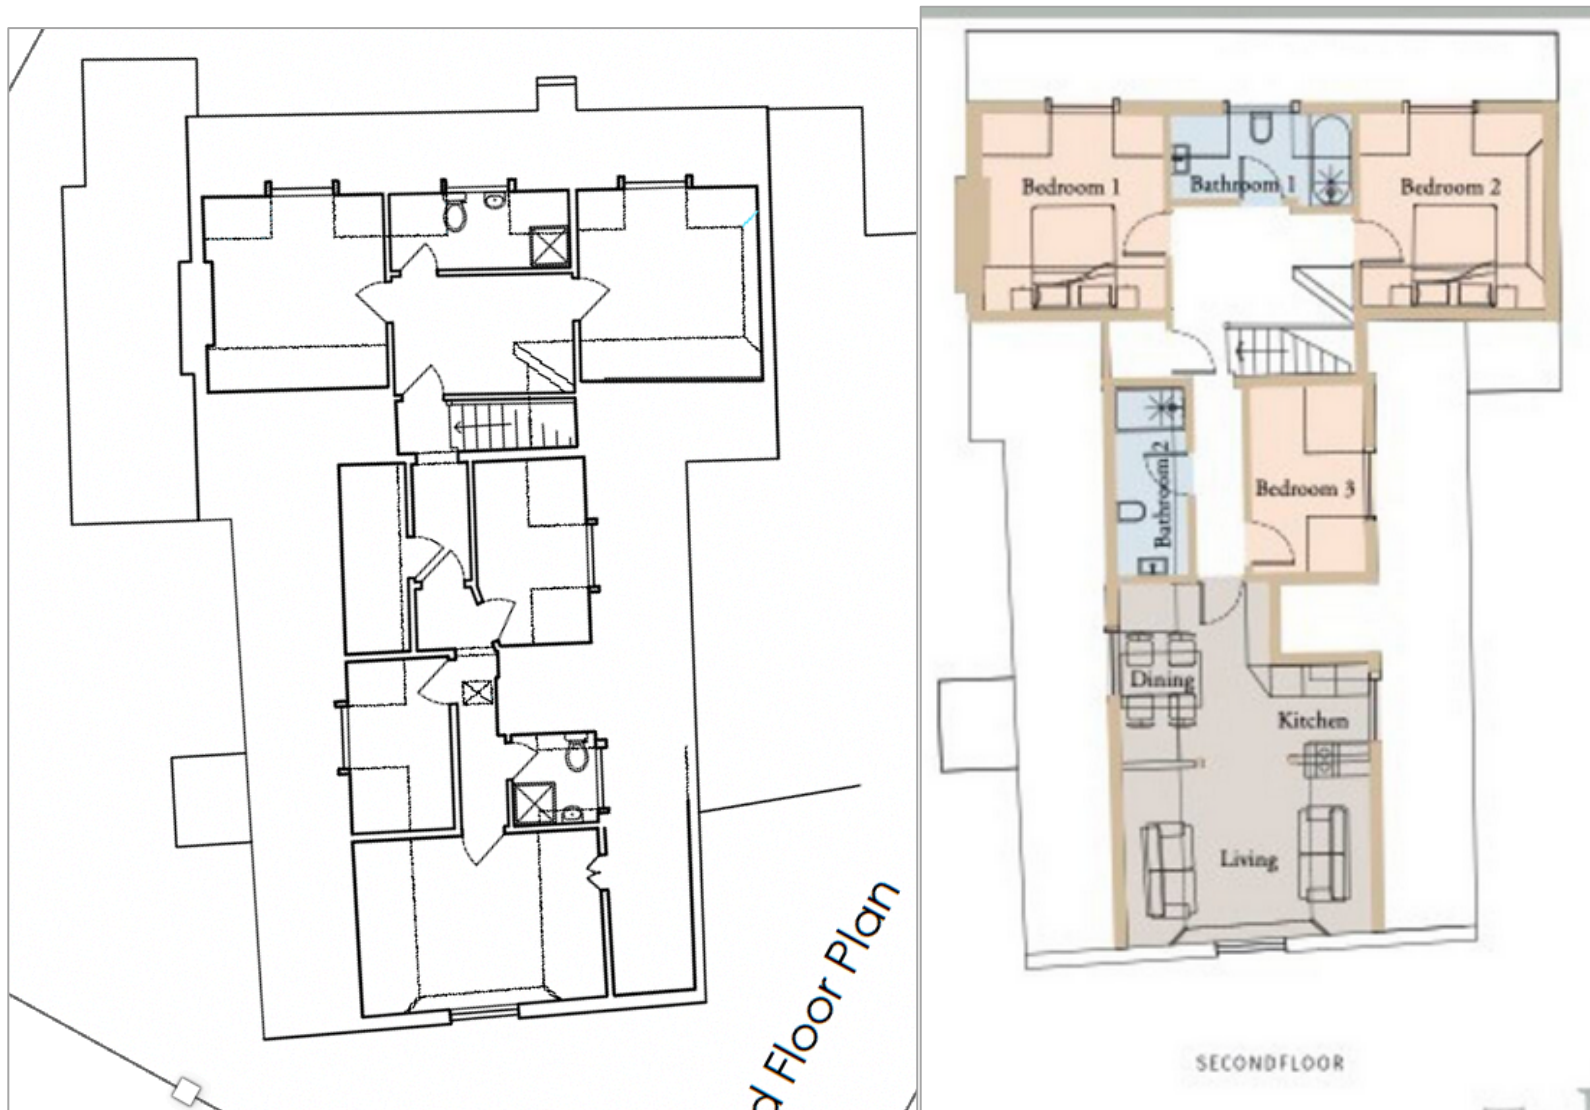 d Floor Plan
Bedroom 1
Bathroom 1
Bedroom 2
Bathroom 2
Bedroom 3
Dining
Kitchen
Living
SECONDFLOOR